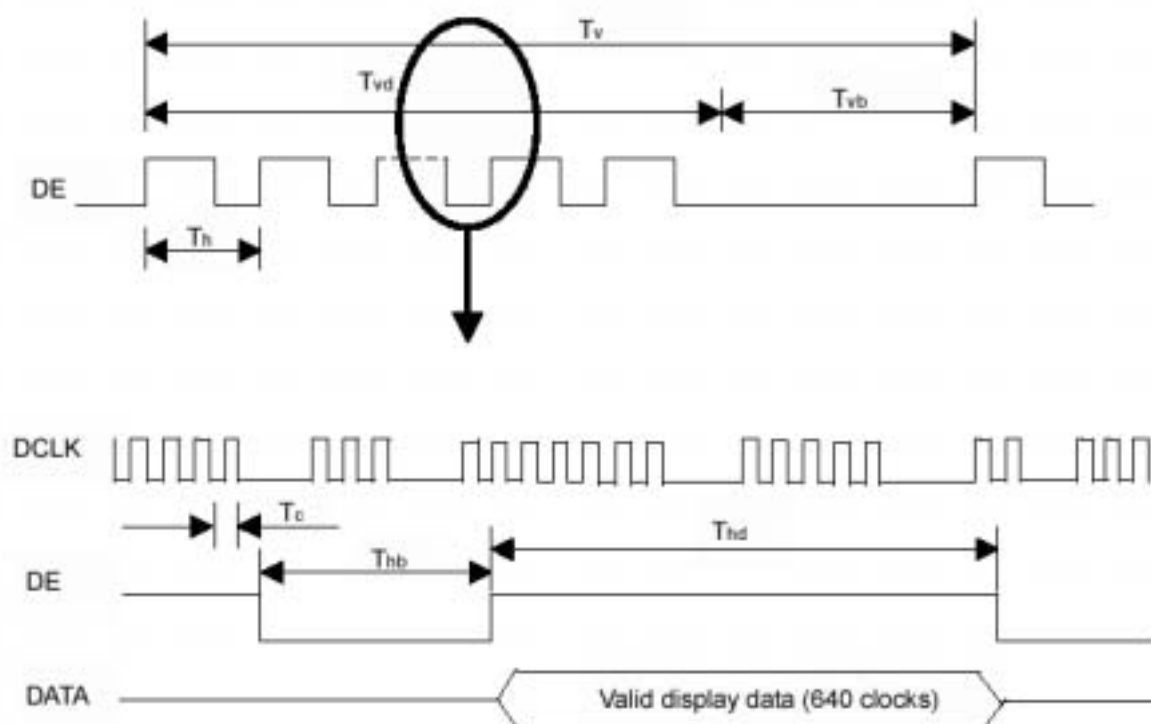 Tv
Tvd
Tvb
DE
Th
DCLK
Tc
Thd
Thb
DE
DATA
Valid display data (640 clocks)